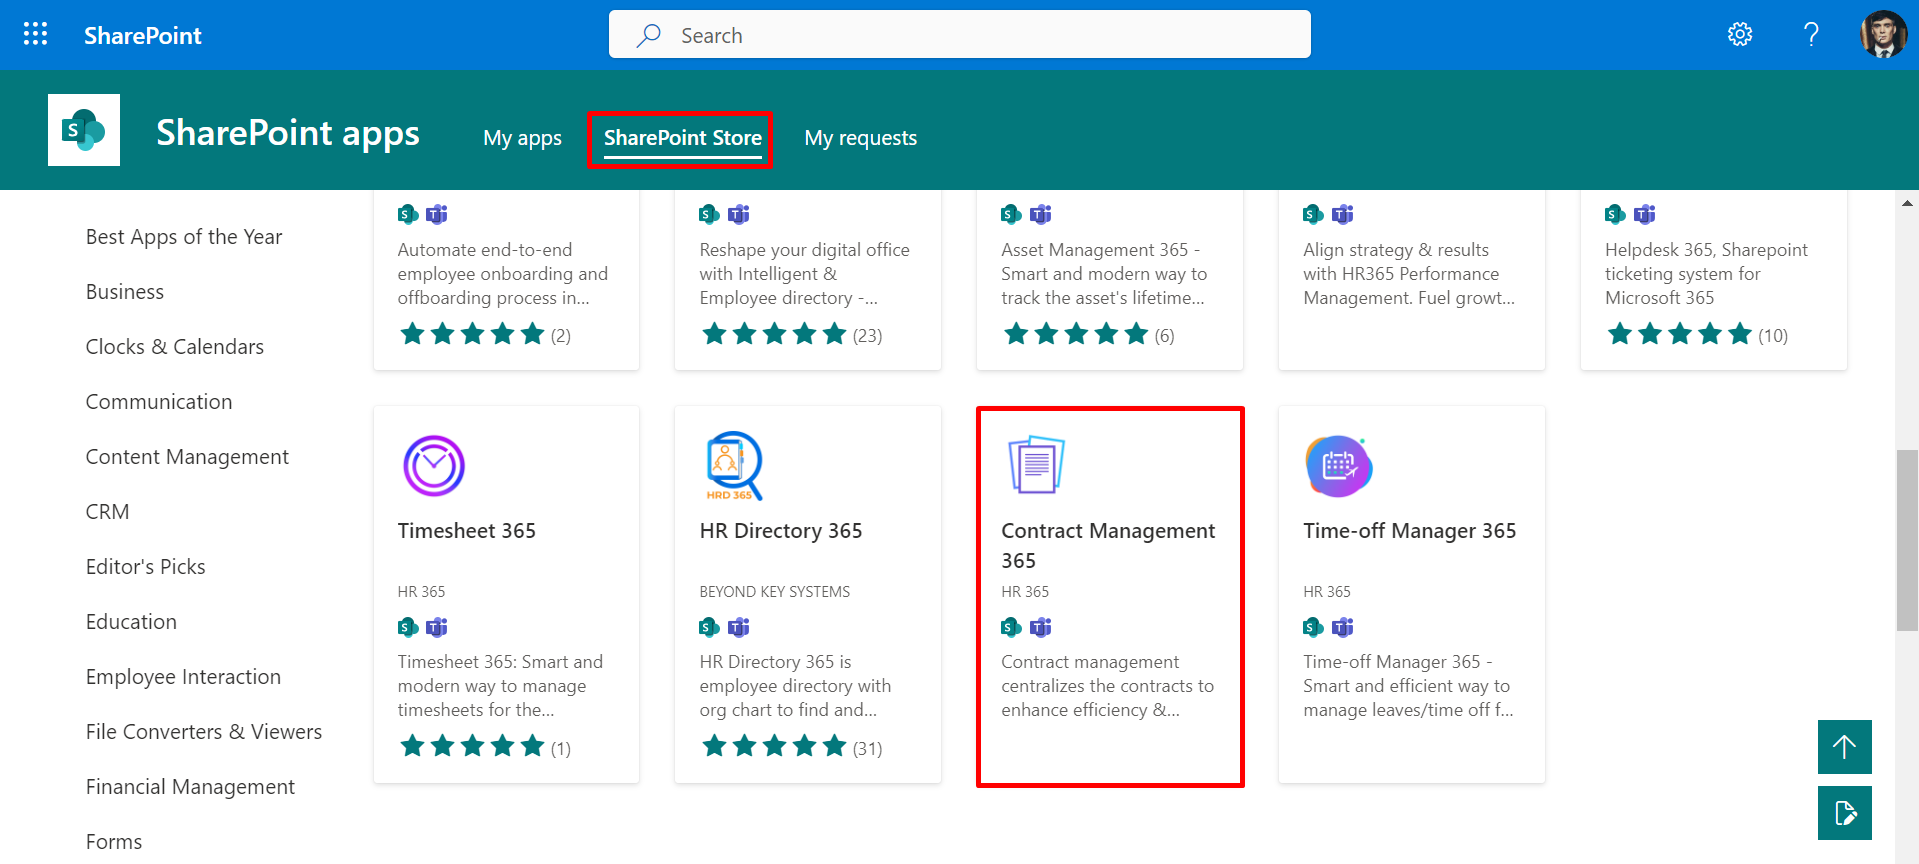 SharePoint
Search
SharePoint apps
My apps
SharePoint Store
My requests
Best Apps of the Year
Business
Clocks & Calendars
Communication
Content Management
CRM
Editor's Picks
Education
Employee Interaction
File Converters & Viewers
Financial Management
Forms
Automate end-to-end
employee onboarding and
offboarding process in...
(2)
Reshape your digital office
with Intelligent &
Employee directory -...
(23)
Asset Management 365 -
Smart and modern way to
track the asset's lifetime...
(6)
Align strategy & results
with HR365 Performance
Management. Fuel growt...
Helpdesk 365, Sharepoint
ticketing system for
Microsoft 365
(10)
Timesheet 365
HR 365
Timesheet 365: Smart and
modern way to manage
timesheets for the...
(1)
HRD 365
HR Directory 365
BEYOND KEY SYSTEMS
HR Directory 365 is
employee directory with
org chart to find and...
(31)
Contract Management
365
HR 365
Contract management
centralizes the contracts to
enhance efficiency &...
Time-off Manager 365
HR 365
Time-off Manager 365 -
Smart and efficient way to
manage leaves/time off f...